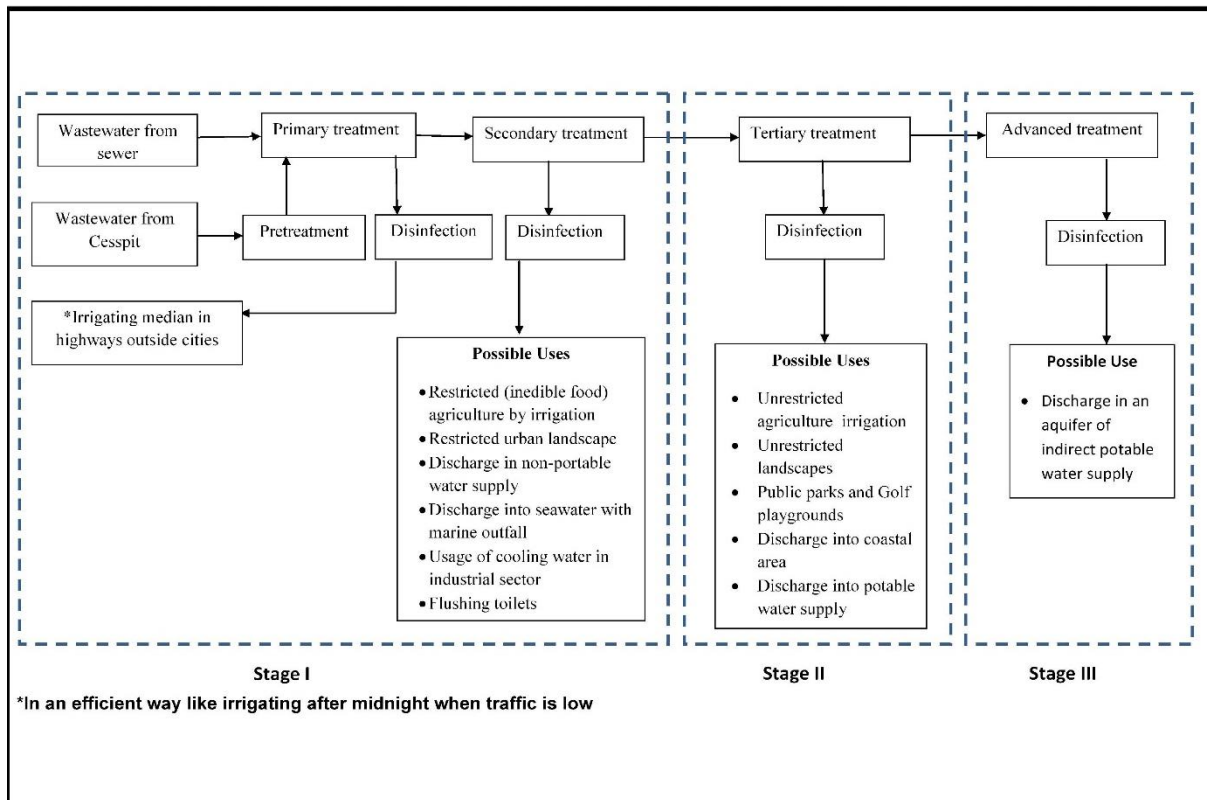 Wastewater from
sewer
Primary treatment
Secondary treatment
Tertiary treatment
Advanced treatment
Wastewater from
Cesspit
Pretreatment
Disinfection
Disinfection
Disinfection
Disinfection
*Irrigating median in
highways outside cities
Possible Uses
•Restricted (inedible food)
agriculture by irrigation
•Restricted urban landscape
•Discharge in non-portable
water supply
•Discharge into seawater with
marine outfall
•Usage of cooling water in
industrial sector
•Flushing toilets
Possible Uses
• Unrestricted
agriculture irrigation
• Unrestricted
landscapes
• Public parks and Golf
playgrounds
• Discharge into coastal
area
• Discharge into potable
water supply
Possible Use
• Discharge in an
aquifer of
indirect potable
water supply
Stage I
Stage II
Stage III
*In an efficient way like irrigating after midnight when traffic is low